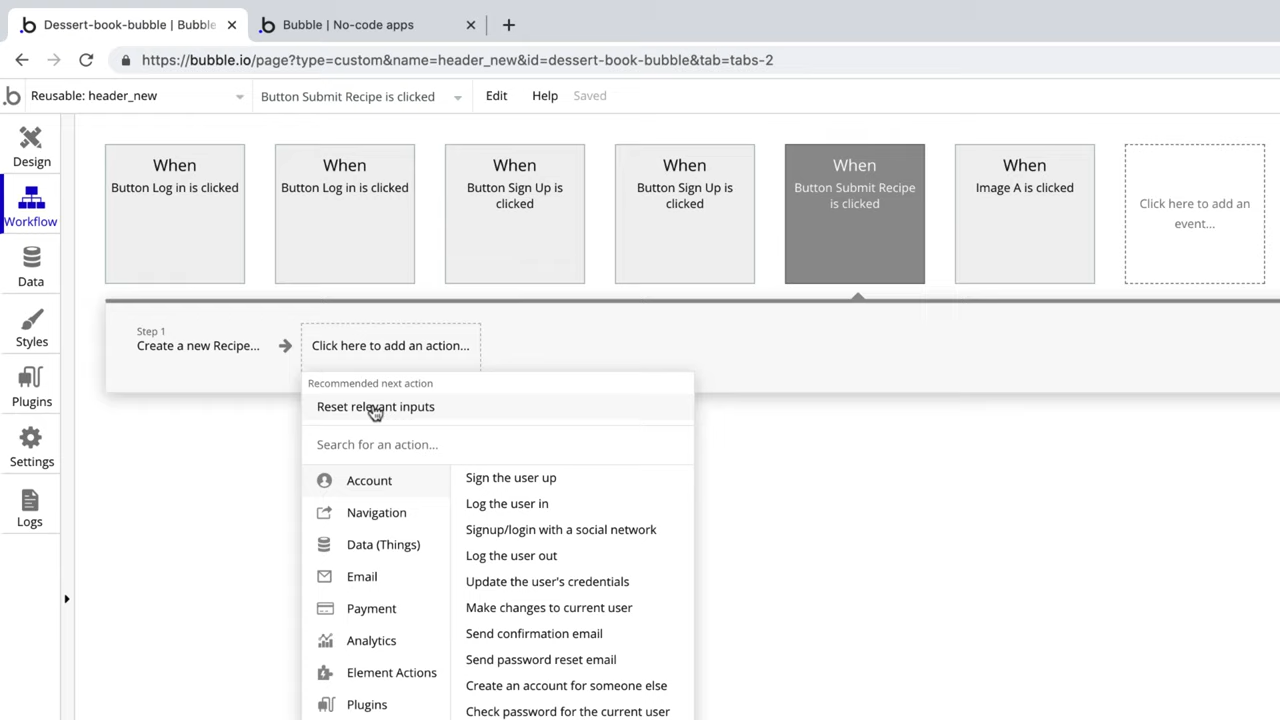 Dessert-book-bubble | Bubble
Bubble | No-code apps
https://bubble.io/page?type=custom&name=header_new&id=dessert-book-bubble&tab=tabs-2
Reusable: header_new
Button Submit Recipe is clicked
Edit
Help
Saved
Design
Workflow
Data
Styles
Plugins
Settings
Logs
When
Button Log in is clicked
When
Button Log in is clicked
When
Button Sign Up is
clicked
When
Button Sign Up is
clicked
When
Button Submit Recipe
is clicked
When
Image A is clicked
Click here to add an
event...
Step 1
Create a new Recipe...
Click here to add an action...
Recommended next action
Reset relevant inputs
Search for an action...
Account
Navigation
Data (Things)
Email
Payment
Analytics
Element Actions
Plugins
Sign the user up
Log the user in
Signup/login with a social network
Log the user out
Update the user's credentials
Make changes to current user
Send confirmation email
Send password reset email
Create an account for someone else
Check password for the current user